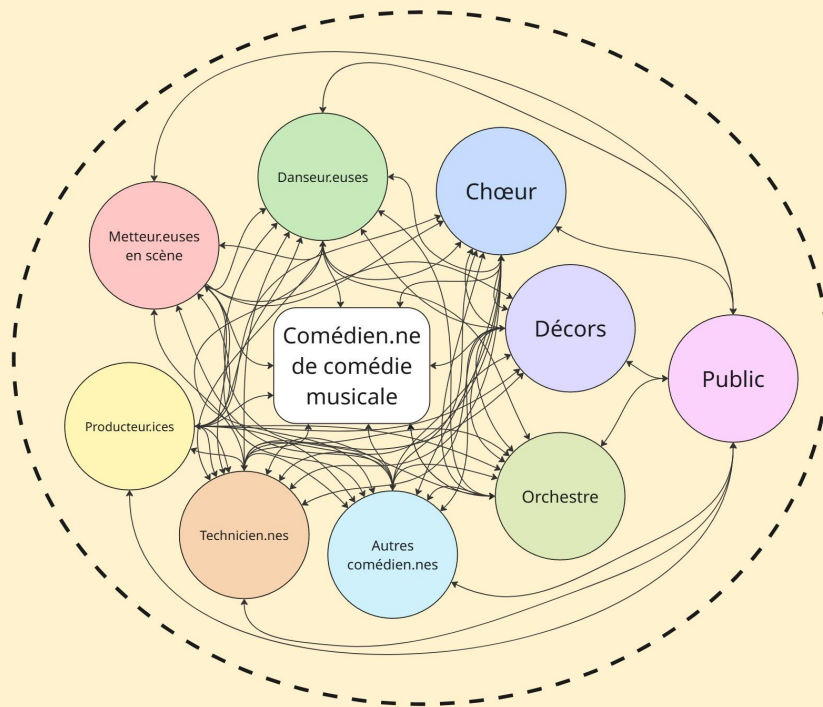 Danseur.euses
Chœur
Metteur.euses
en scène
Comédien.ne
de comédie
musicale
Décors
Public
Producteur.ices
Orchestre
Technicien.nes
Autres
comédien.nes